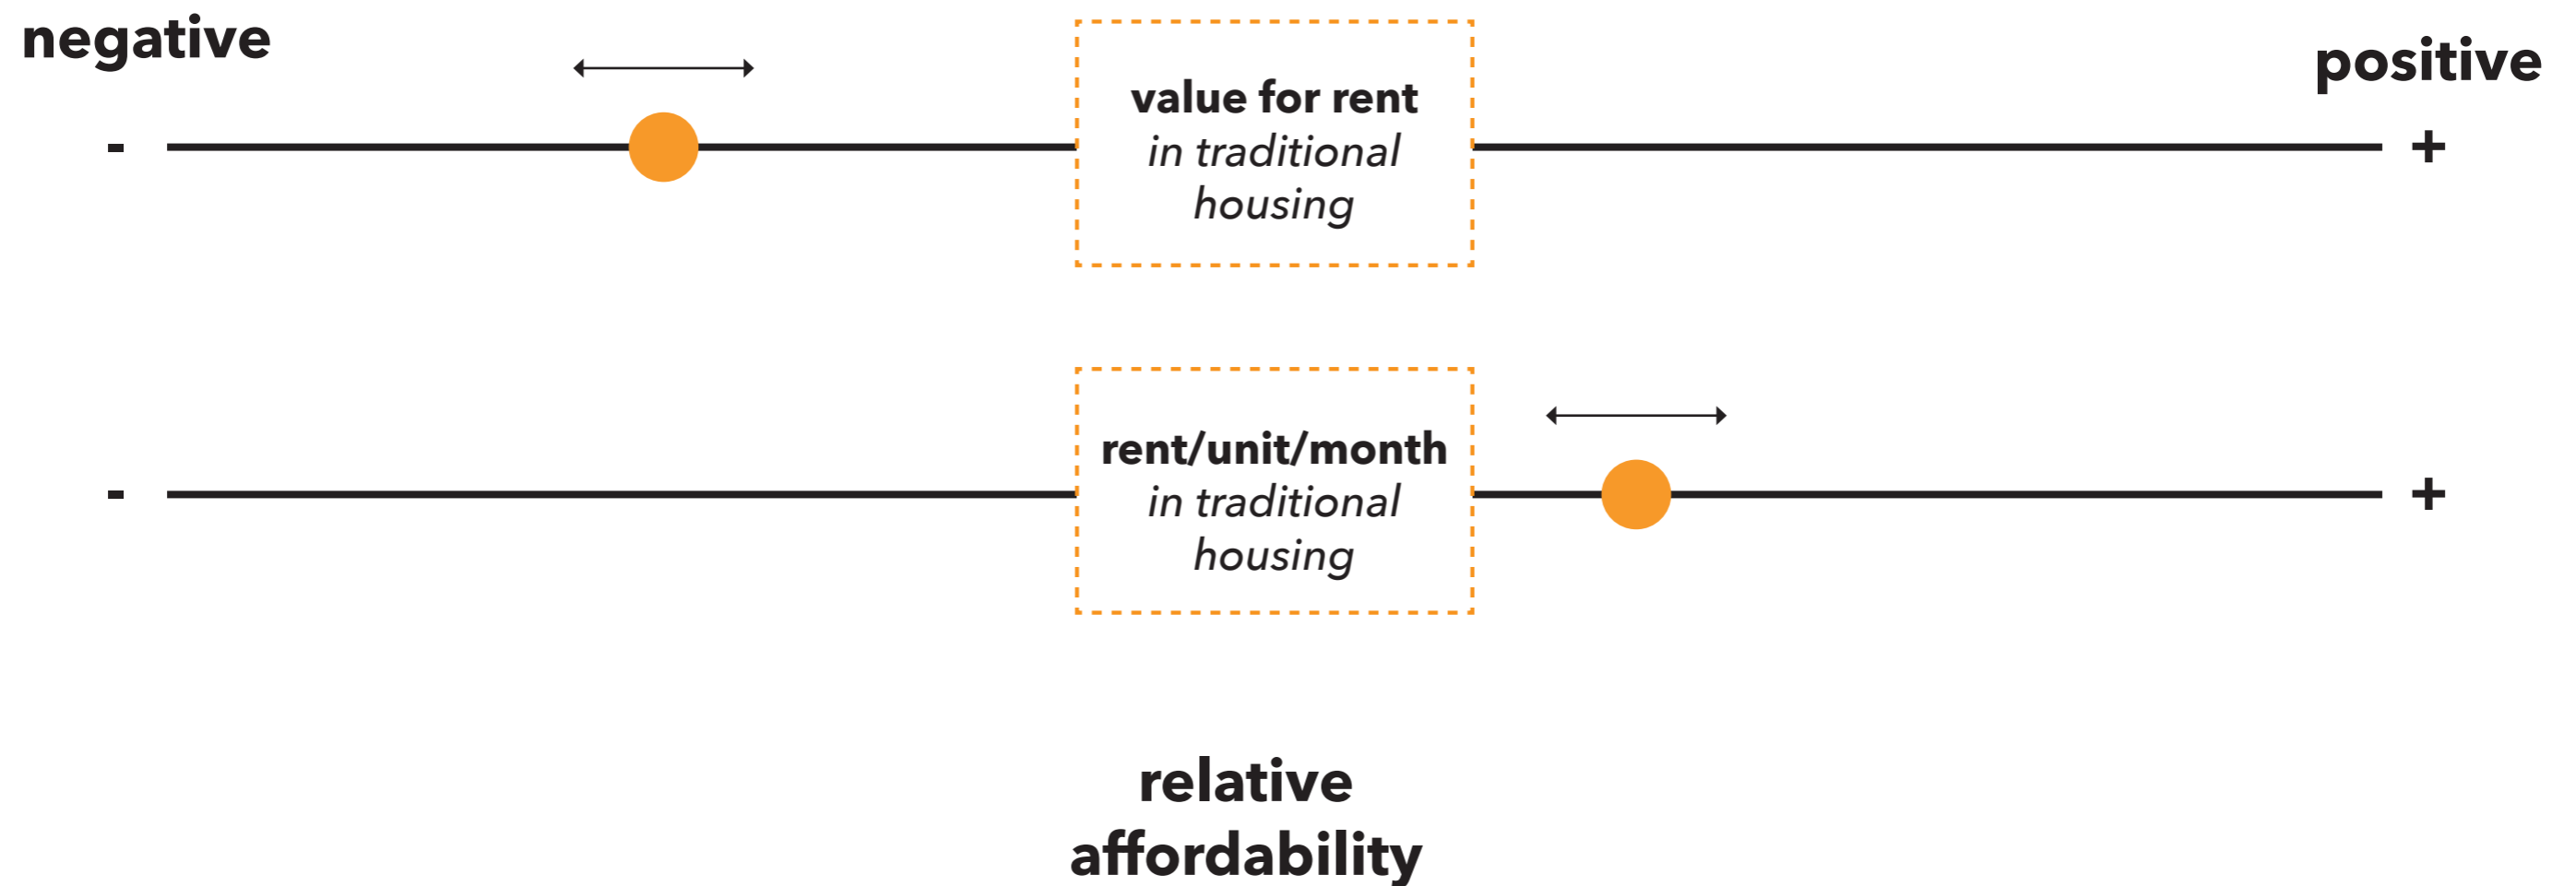 negative
positive
value for rent
in traditional
housing
- +
rent/unit/month
in traditional
housing
- +
relative
affordability